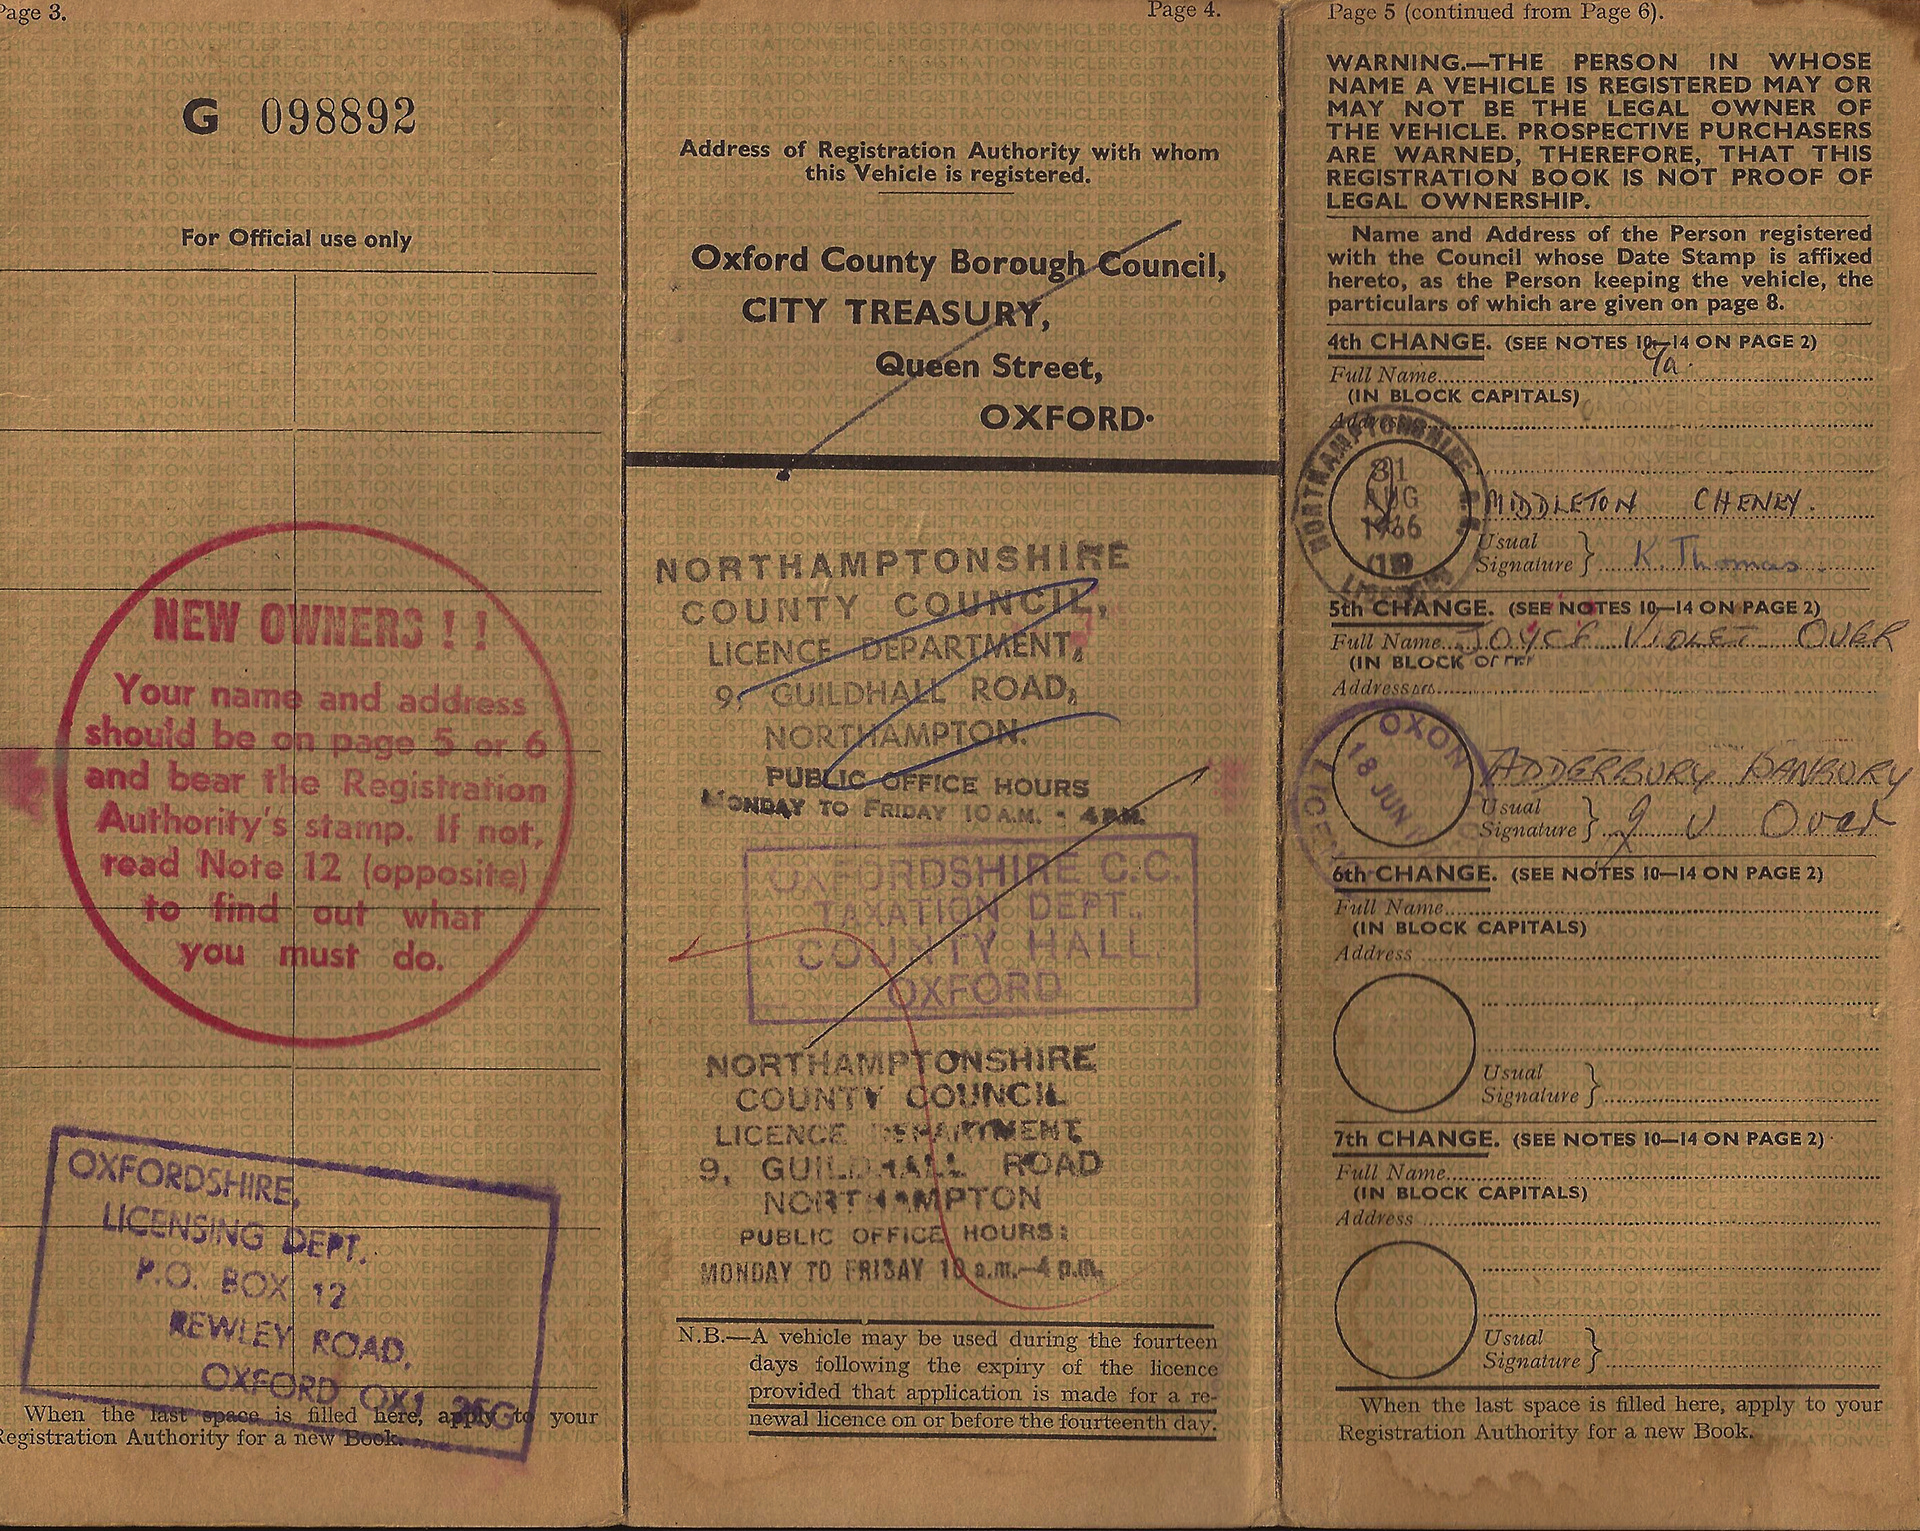 Page 3.
G 098892
For Official use only
NEW OWNERS ! !
Your name and address
should be on page 5 or 6
and bear the Registration
Authority's stamp. If not,
read Note 12 (opposite)
to find out what
you must do.
OXFORDSHIRE,
LICENSING DEPT.
P.O. BOX 12
REWLEY ROAD.
OXFORD OX1
When the last space is filled here, apply to your
Registration Authority for a new Book.
Page 4.
Address of Registration Authority with whom
this Vehicle is registered.
Oxford County Borough Council,
CITY TREASURY,
Queen Street,
OXFORD.
NORTHAMPTONSHIRE
COUNTY COUNCIL,
LICENCE DEPARTMENT,
9, GUILDHALL ROAD,
NORTHAMPTON.
PUBLIC OFFICE HOURS
MONDAY TO FRIDAY 10 A.M. - 4 P.M.
OXFORDSHIRE C.C.
TAXATION DEPT.,
COUNTY HALL
OXFORD
NORTHAMPTONSHIRE
COUNTY COUNCIL
LICENCE DEPARTMENT
9, GUILDHALL ROAD
NORTHAMPTON
PUBLIC OFFICE HOURS:
MONDAY TO FRIDAY 10 a.m.—4 p.m.
N.B.—A vehicle may be used during the fourteen
days following the expiry of the licence
provided that application is made for a re-
newal licence on or before the fourteenth day.
Page 5 (continued from Page 6).
WARNING.—THE PERSON IN WHOSE
NAME A VEHICLE IS REGISTERED MAY OR
MAY NOT BE THE LEGAL OWNER OF
THE VEHICLE. PROSPECTIVE PURCHASERS
ARE WARNED, THEREFORE, THAT THIS
REGISTRATION BOOK IS NOT PROOF OF
LEGAL OWNERSHIP.
Name and Address of the Person registered
with the Council whose Date Stamp is affixed
hereto, as the Person keeping the vehicle, the
particulars of which are given on page 8.
4th CHANGE. (SEE NOTES 10—14 ON PAGE 2)
Full Name
(IN BLOCK CAPITALS)
Address
NORTHAMPTONSHIRE C.C.
31
AUG
1966
(19)
LICENCES
MIDDLETON CHENEY.
Usual
Signature } K. Thomas.
5th CHANGE. (SEE NOTES 10—14 ON PAGE 2)
Full Name JOYCE VIOLET OVER
(IN BLOCK
Address
OXON
18 JUN
ADDERBURY BANBURY
Usual
Signature } J V Over
6th CHANGE. (SEE NOTES 10—14 ON PAGE 2)
Full Name
(IN BLOCK CAPITALS)
Address
Usual
Signature }
7th CHANGE. (SEE NOTES 10—14 ON PAGE 2)
Full Name
(IN BLOCK CAPITALS)
Address
Usual
Signature }
When the last space is filled here, apply to your
Registration Authority for a new Book.